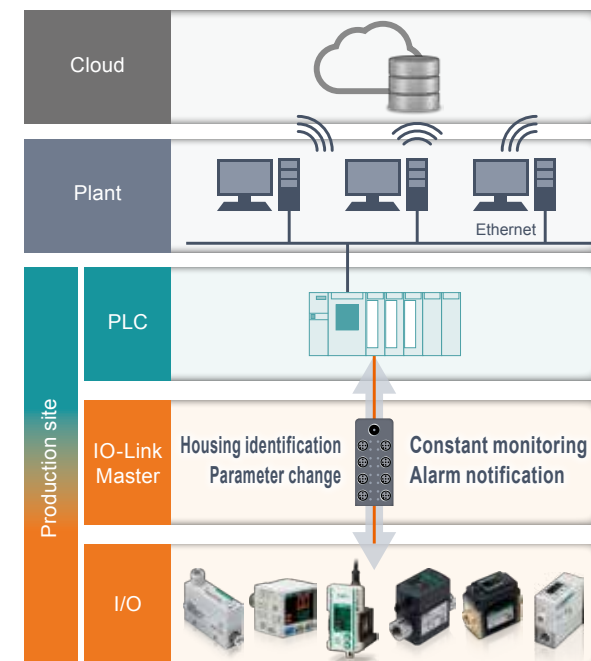 Cloud
Plant
Ethernet
Production site
PLC
IO-Link
Master
Housing identification
Parameter change
Constant monitoring
Alarm notification
I/O